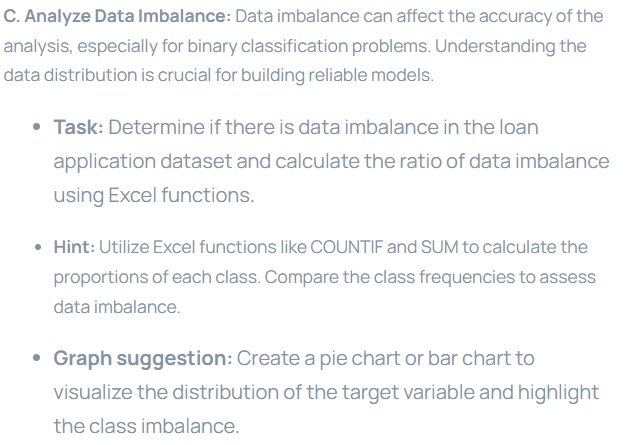 C. Analyze Data Imbalance: Data imbalance can affect the accuracy of the
analysis, especially for binary classification problems. Understanding the
data distribution is crucial for building reliable models.
• Task: Determine if there is data imbalance in the loan
application dataset and calculate the ratio of data imbalance
using Excel functions.
• Hint: Utilize Excel functions like COUNTIF and SUM to calculate the
proportions of each class. Compare the class frequencies to assess
data imbalance.
• Graph suggestion: Create a pie chart or bar chart to
visualize the distribution of the target variable and highlight
the class imbalance.